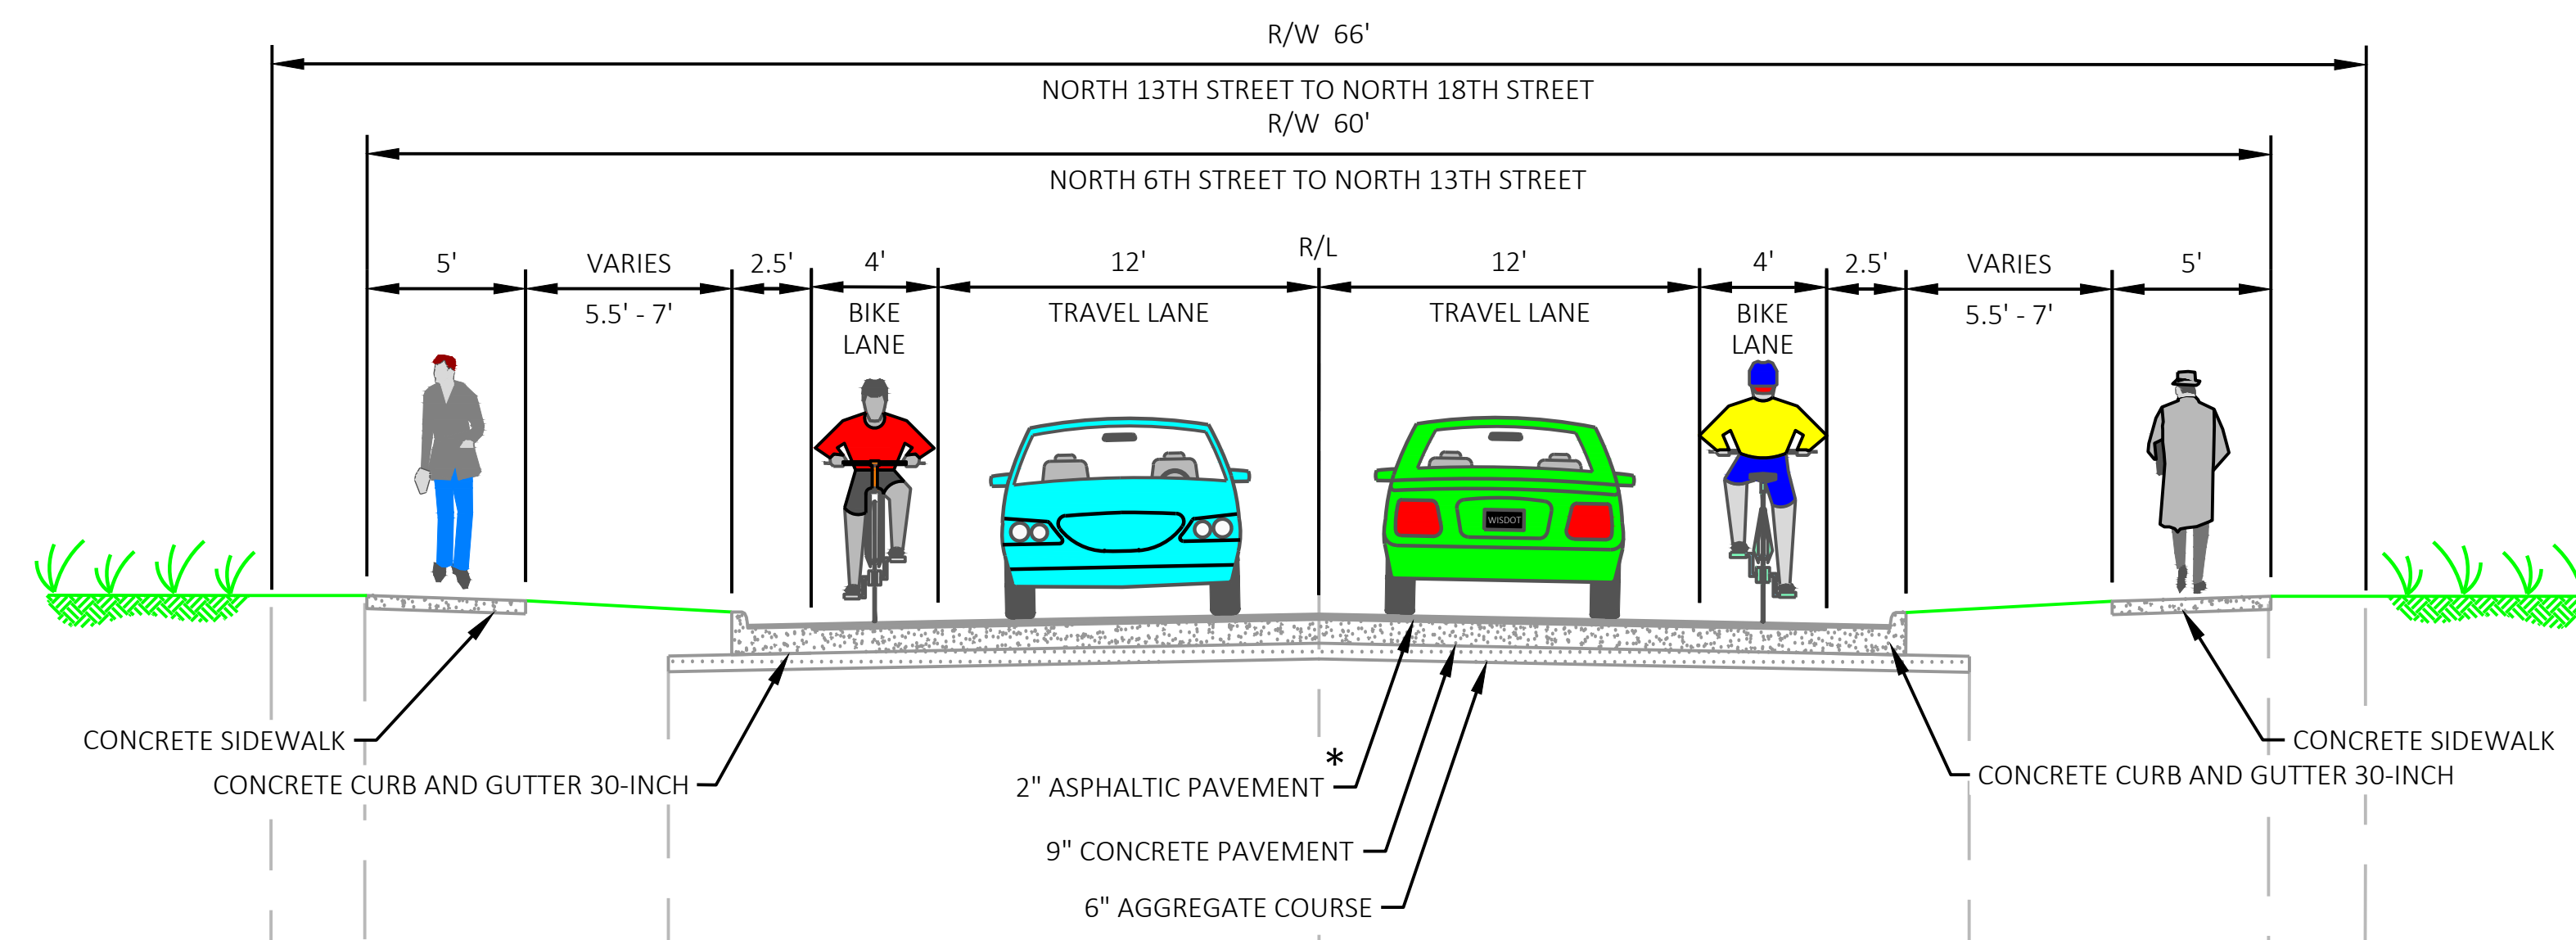 R/W 66'
NORTH 13TH STREET TO NORTH 18TH STREET
R/W 60'
NORTH 6TH STREET TO NORTH 13TH STREET
5'
VARIES
5.5' - 7'
2.5'
4'
BIKE
LANE
12'
TRAVEL LANE
R/L
12'
TRAVEL LANE
4'
BIKE
LANE
2.5'
VARIES
5.5' - 7'
5'
WISDOT
CONCRETE SIDEWALK
CONCRETE CURB AND GUTTER 30-INCH
*
2" ASPHALTIC PAVEMENT
9" CONCRETE PAVEMENT
6" AGGREGATE COURSE
CONCRETE SIDEWALK
CONCRETE CURB AND GUTTER 30-INCH